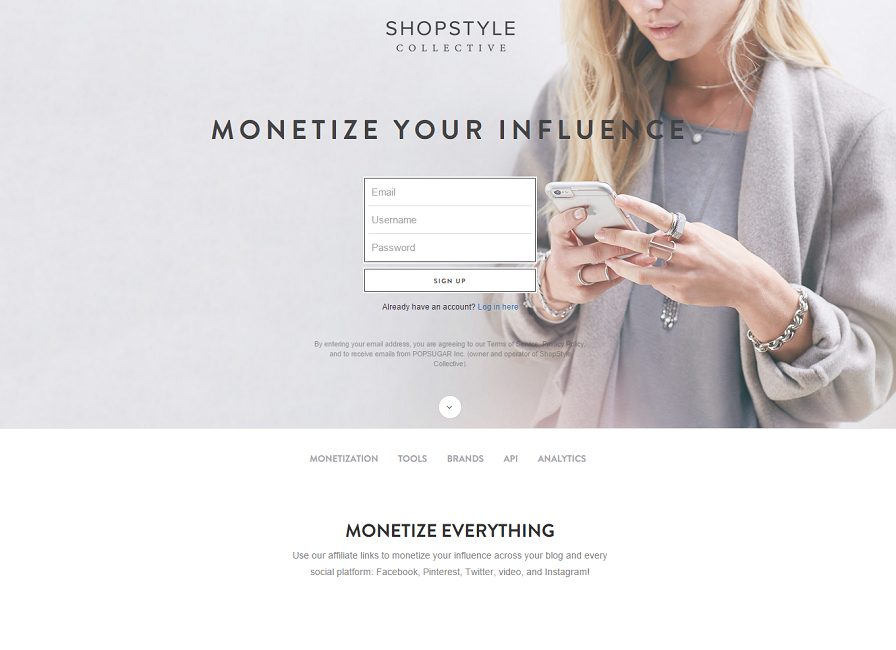 SHOPSTYLE
COLLECTIVE
MONETIZE YOUR INFLUENCE
Email
Username
Password
SIGN UP
Already have an account? Log in here
By entering your email address, you are agreeing to our Terms of Service, Privacy Policy,
and to receive emails from POPSUGAR Inc. (owner and operator of ShopStyle
Collective)
MONETIZATION TOOLS BRANDS API ANALYTICS
MONETIZE EVERYTHING
Use our affiliate links to monetize your influence across your blog and every
social platform: Facebook, Pinterest, Twitter, video, and Instagram!